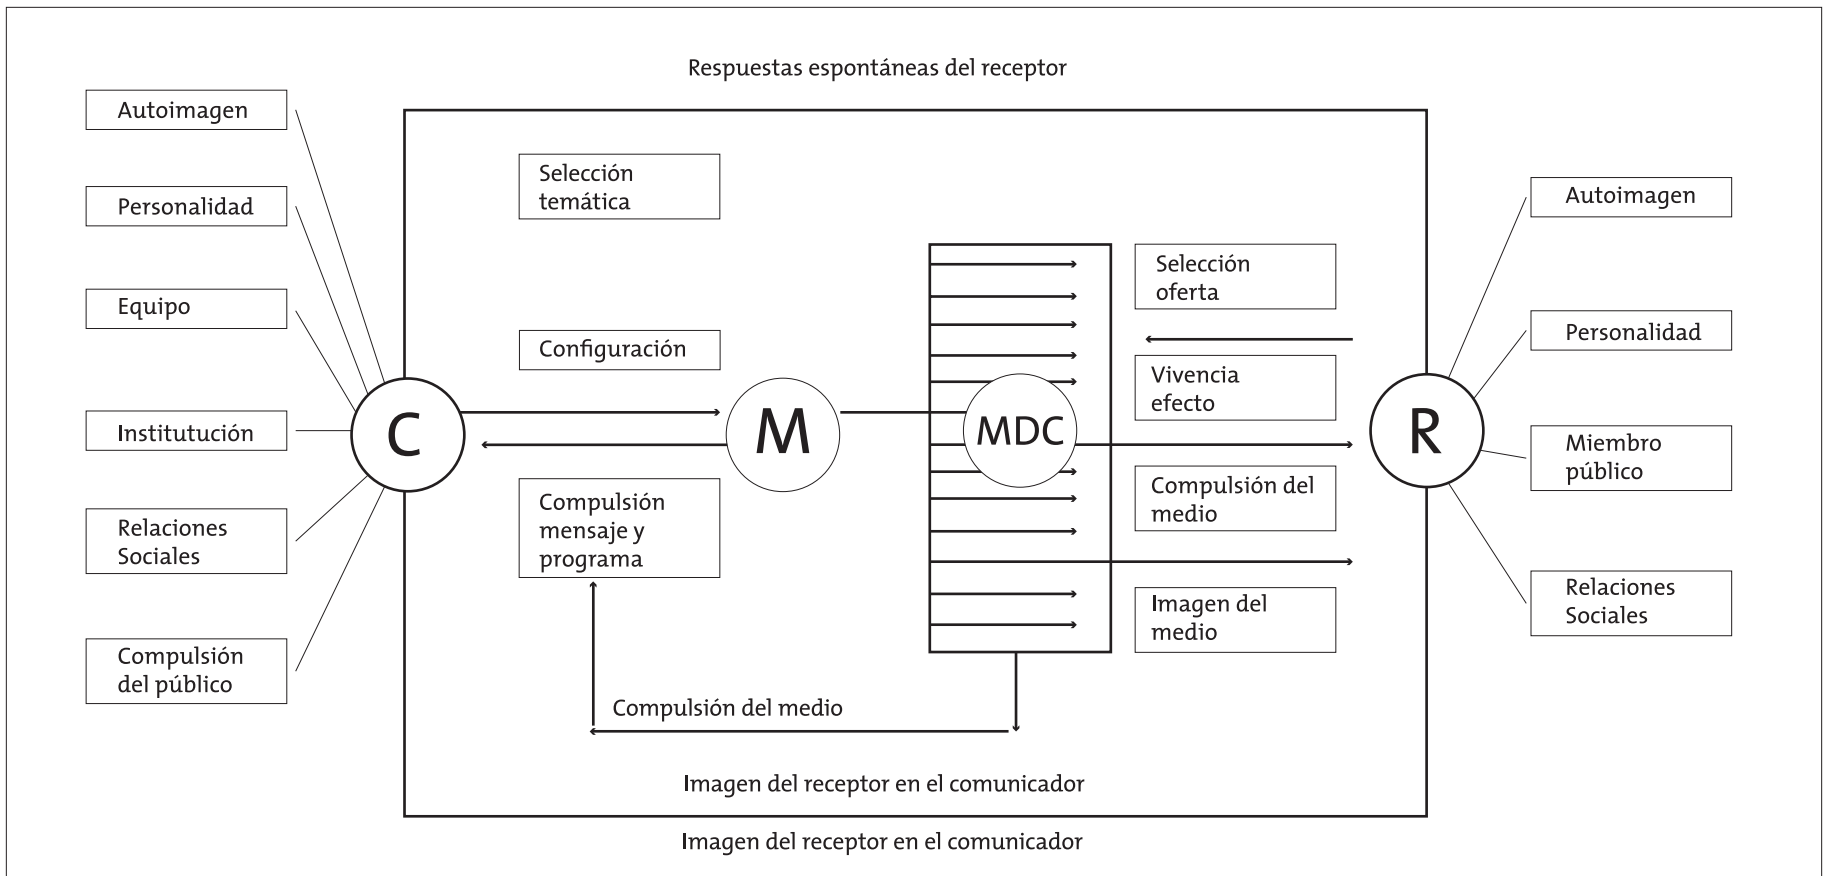 Respuestas espontáneas del receptor
Autoimagen
Personalidad
Equipo
Institutución
Relaciones
Sociales
Compulsión
del público
C
Selección
temática
Configuración
Compulsión
mensaje y
programa
M
MDC
Compulsión del medio
Selección
oferta
Vivencia
efecto
Compulsión del
medio
Imagen del
medio
R
Autoimagen
Personalidad
Miembro
público
Relaciones
Sociales
Imagen del receptor en el comunicador
Imagen del receptor en el comunicador